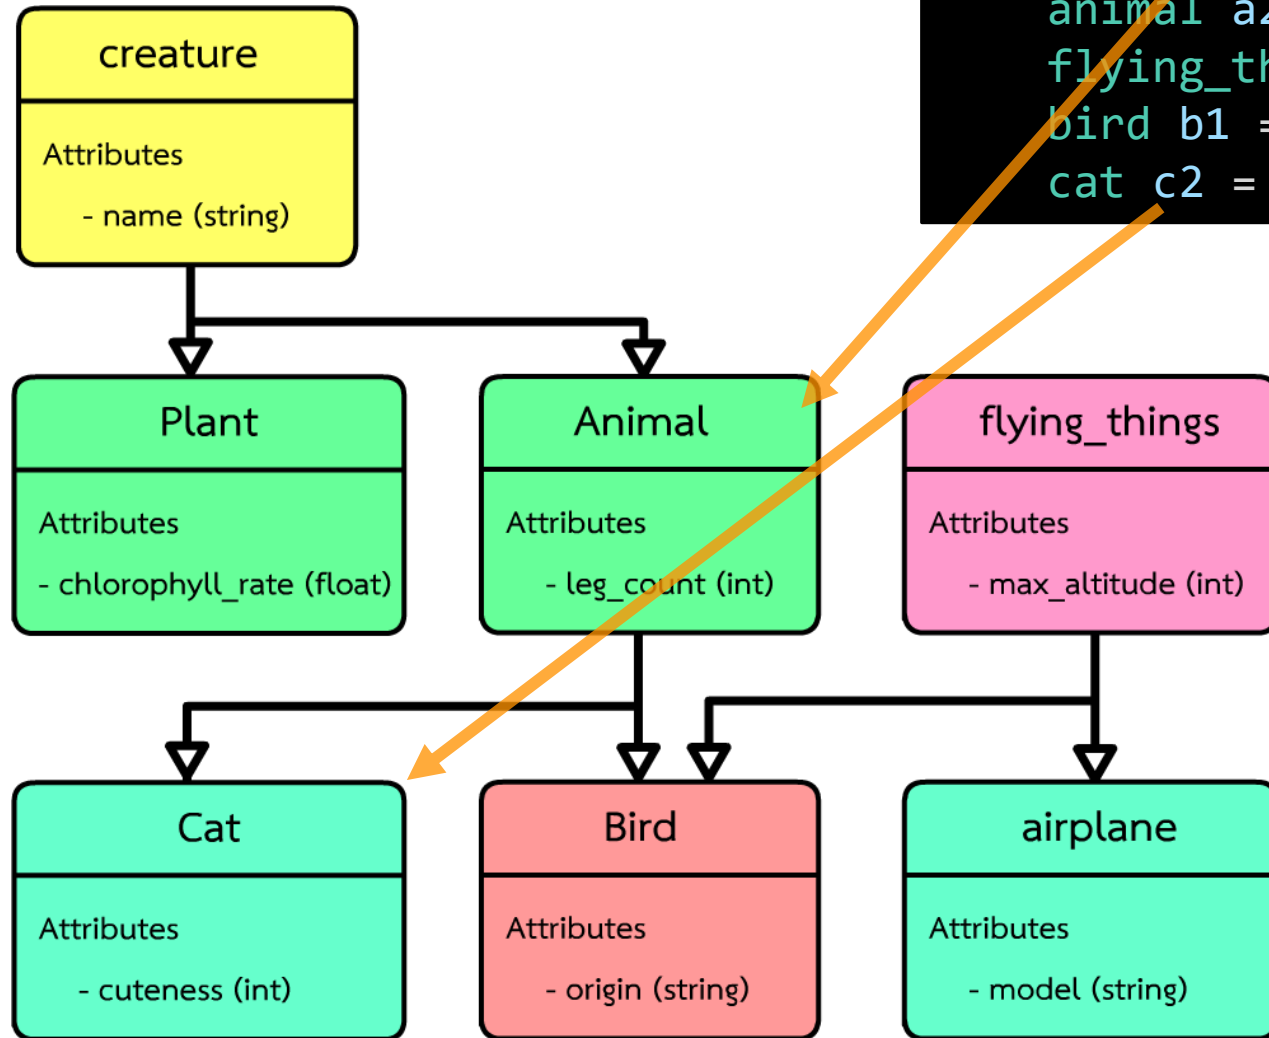 creature
Attributes
- name (string)
animal a2
flying_th
bird b1 =
cat c2 =
Plant
Attributes
- chlorophyll_rate (float)
Animal
Attributes
- leg_count (int)
flying_things
Attributes
- max_altitude (int)
Cat
Attributes
- cuteness (int)
Bird
Attributes
- origin (string)
airplane
Attributes
- model (string)